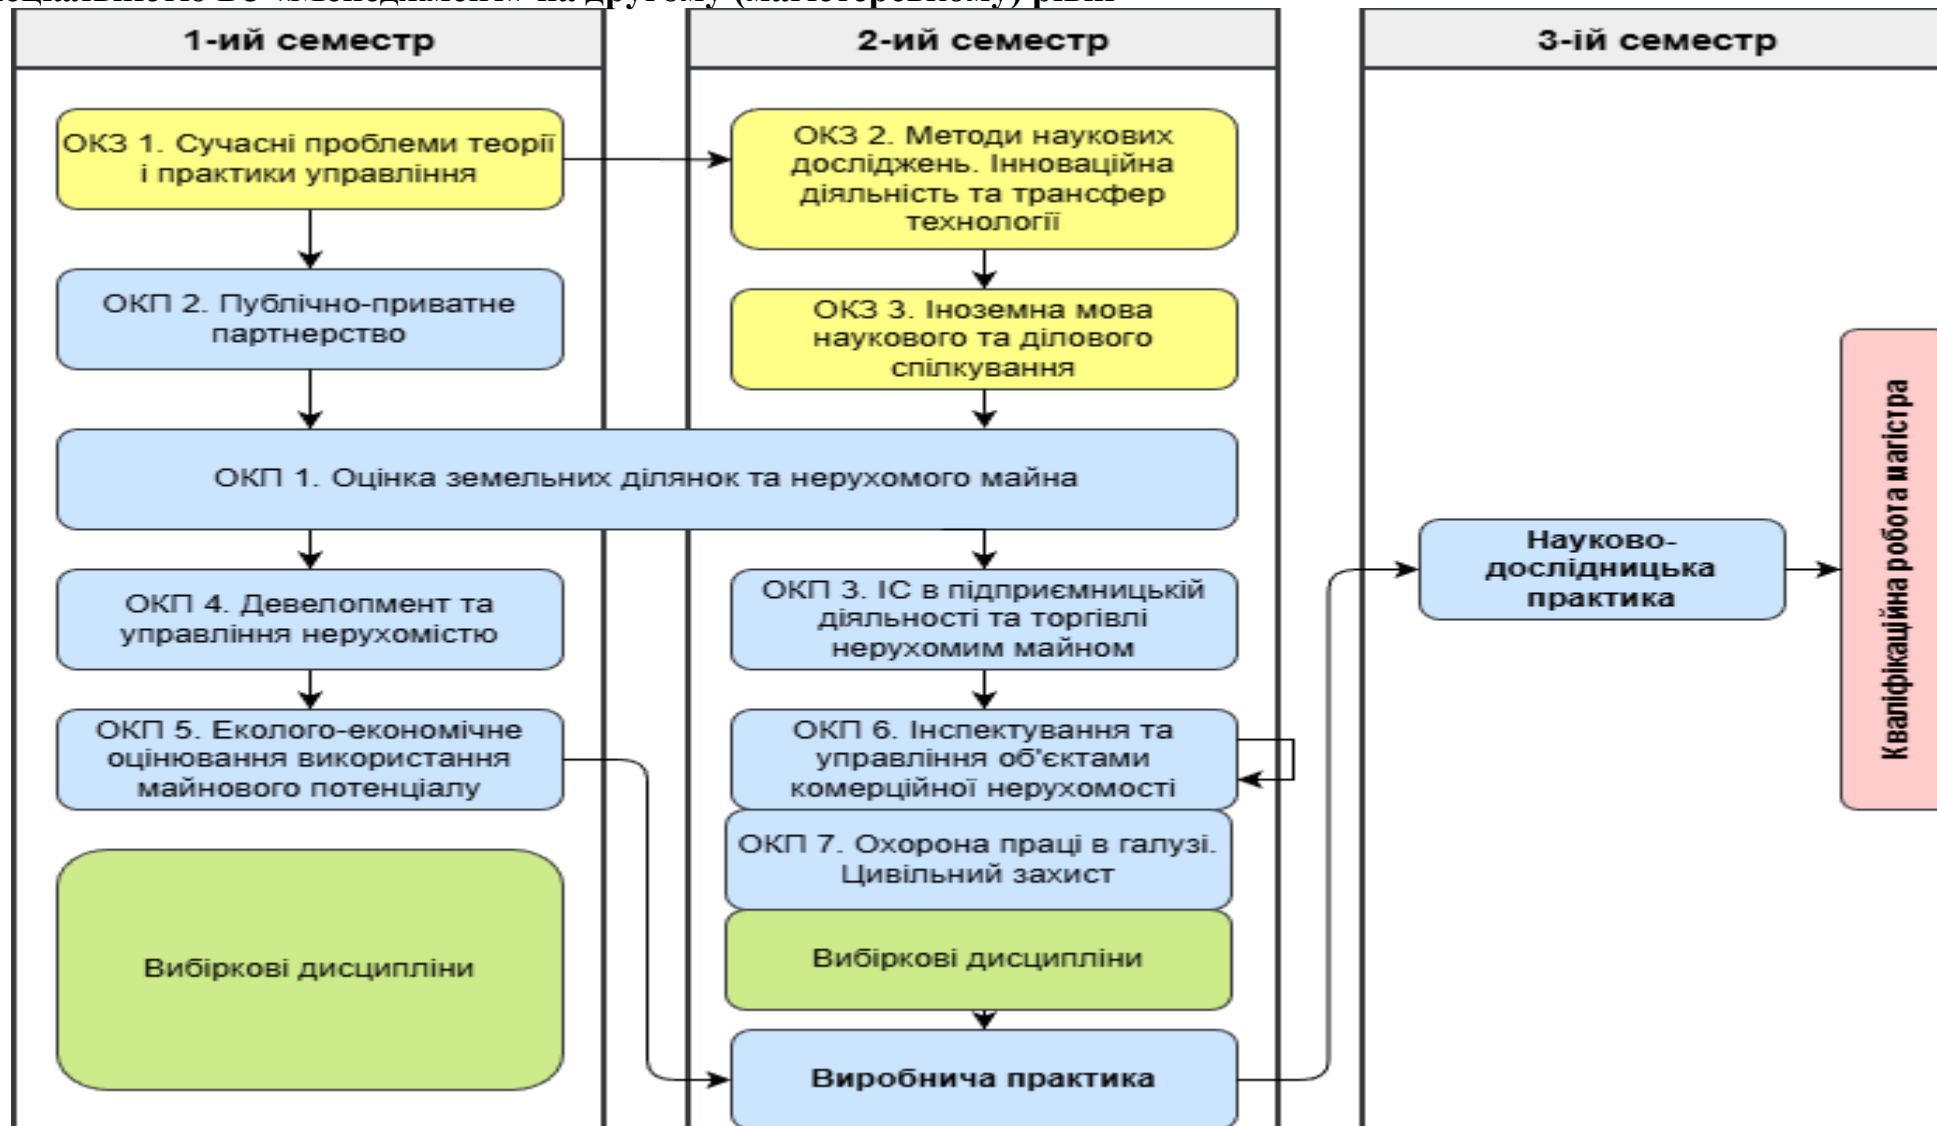 «Менеджмент» на другому (магістерському) рівні
1-ий семестр
ОКЗ 1. Сучасні проблеми теорії
і практики управління
ОКП 2. Публічно-приватне
партнерство
ОКП 1. Оцінка земельних ділянок та нерухомого майна
ОКП 4. Девелопмент та
управління нерухомістю
ОКП 5. Еколого-економічне
оцінювання використання
майнового потенціалу
Вибіркові дисципліни
2-ий семестр
ОКЗ 2. Методи наукових
досліджень. Інноваційна
діяльність та трансфер
технології
ОКЗ 3. Іноземна мова
наукового та ділового
спілкування
ОКП 3. ІС в підприємницькій
діяльності та торгівлі
нерухомим майном
ОКП 6. Інспектування та
управління об'єктами
комерційної нерухомості
ОКП 7. Охорона праці в галузі.
Цивільний захист
Вибіркові дисципліни
Виробнича практика
3-ій семестр
Науково-
дослідницька
практика
Кваліфікаційна робота магістра